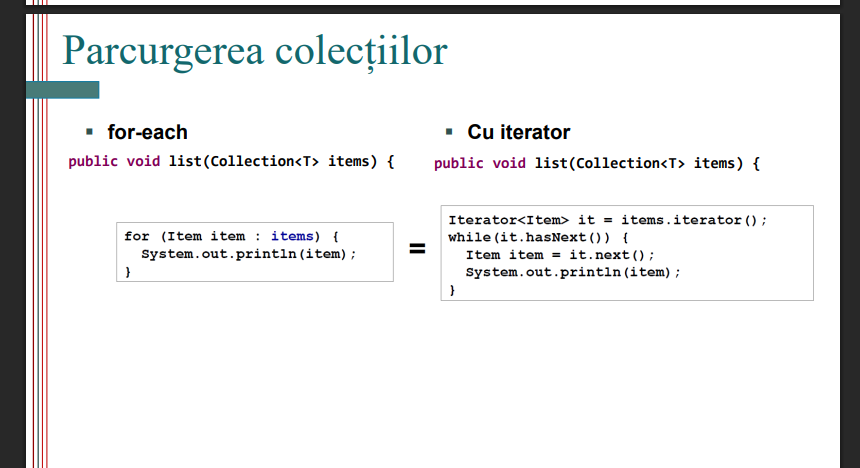 Parcurgerea colecțiilor
▪ for-each
public void list(Collection<T> items) {
for (Item item : items) {
System.out.println(item);
}
=
▪ Cu iterator
public void list(Collection<T> items) {
Iterator<Item> it = items.iterator();
while(it.hasNext()) {
Item item = it.next();
System.out.println(item);
}